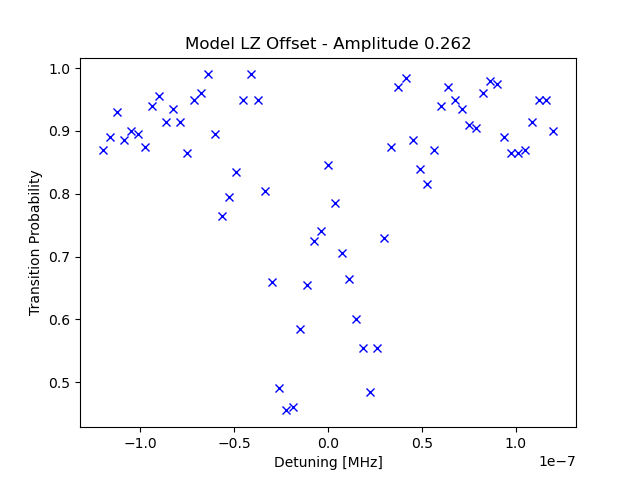 Model LZ Offset - Amplitude 0.262
Transition Probability
1.0
0.9
0.8
0.7
0.6
0.5
−1.0 −0.5 0.0 0.5 1.0
1e−7
Detuning [MHz]